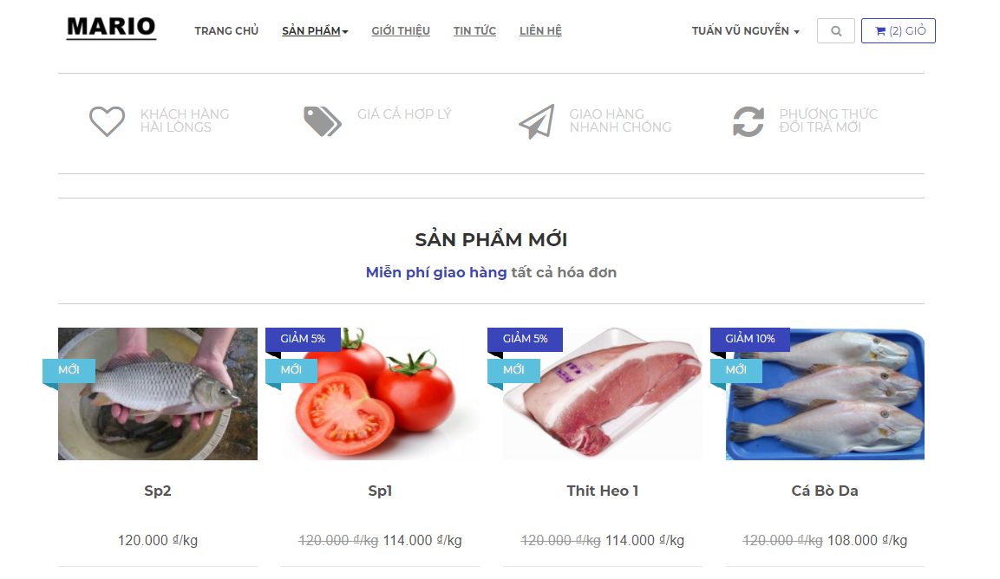 MARIO TRANG CHỦ SẢN PHẨM GIỚI THIỆU TIN TỨC LIÊN HỆ TUẤN VŨ NGUYỄN (2) GIỎ
KHÁCH HÀNG
HÀI LÒNGS
GIÁ CẢ HỢP LÝ
GIAO HÀNG
NHANH CHÓNG
PHƯƠNG THỨC
ĐỔI TRẢ MỚI
SẢN PHẨM MỚI
Miễn phí giao hàng tất cả hóa đơn
MỚI
GIẢM 5%
MỚI
GIẢM 5%
MỚI
GIẢM 10%
MỚI
Sp2 Sp1 Thit Heo 1 Cá Bò Da
120.000 ₫/kg 120.000 ₫/kg 114.000 ₫/kg 120.000 ₫/kg 114.000 ₫/kg 120.000 ₫/kg 108.000 ₫/kg